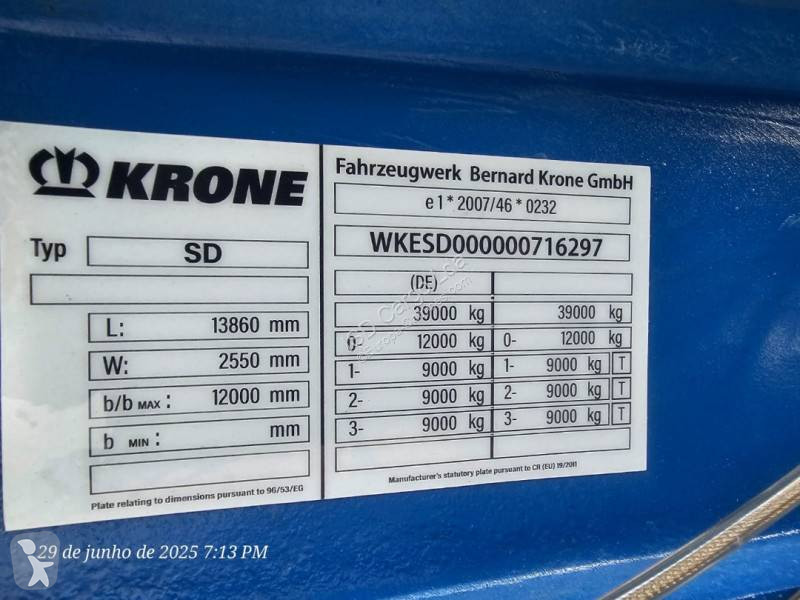 KRONE
Typ SD
L: 13860 mm
W: 2550 mm
b/b MAX : 12000 mm
b MIN : mm
Plate relating to dimensions pursuant to 96/53/EG
Fahrzeugwerk Bernard Krone GmbH
e1*2007/46*0232
WKESD000000716297
(DE)
39000 kg 39000 kg
0- 12000 kg 0- 12000 kg
1- 9000 kg 1- 9000 kg T
2- 9000 kg 2- 9000 kg T
3- 9000 kg 3- 9000 kg T
Manufacturer's statutory plate pursuant to CR (EU) 19/2011
29 de junho de 2025 7:13 PM